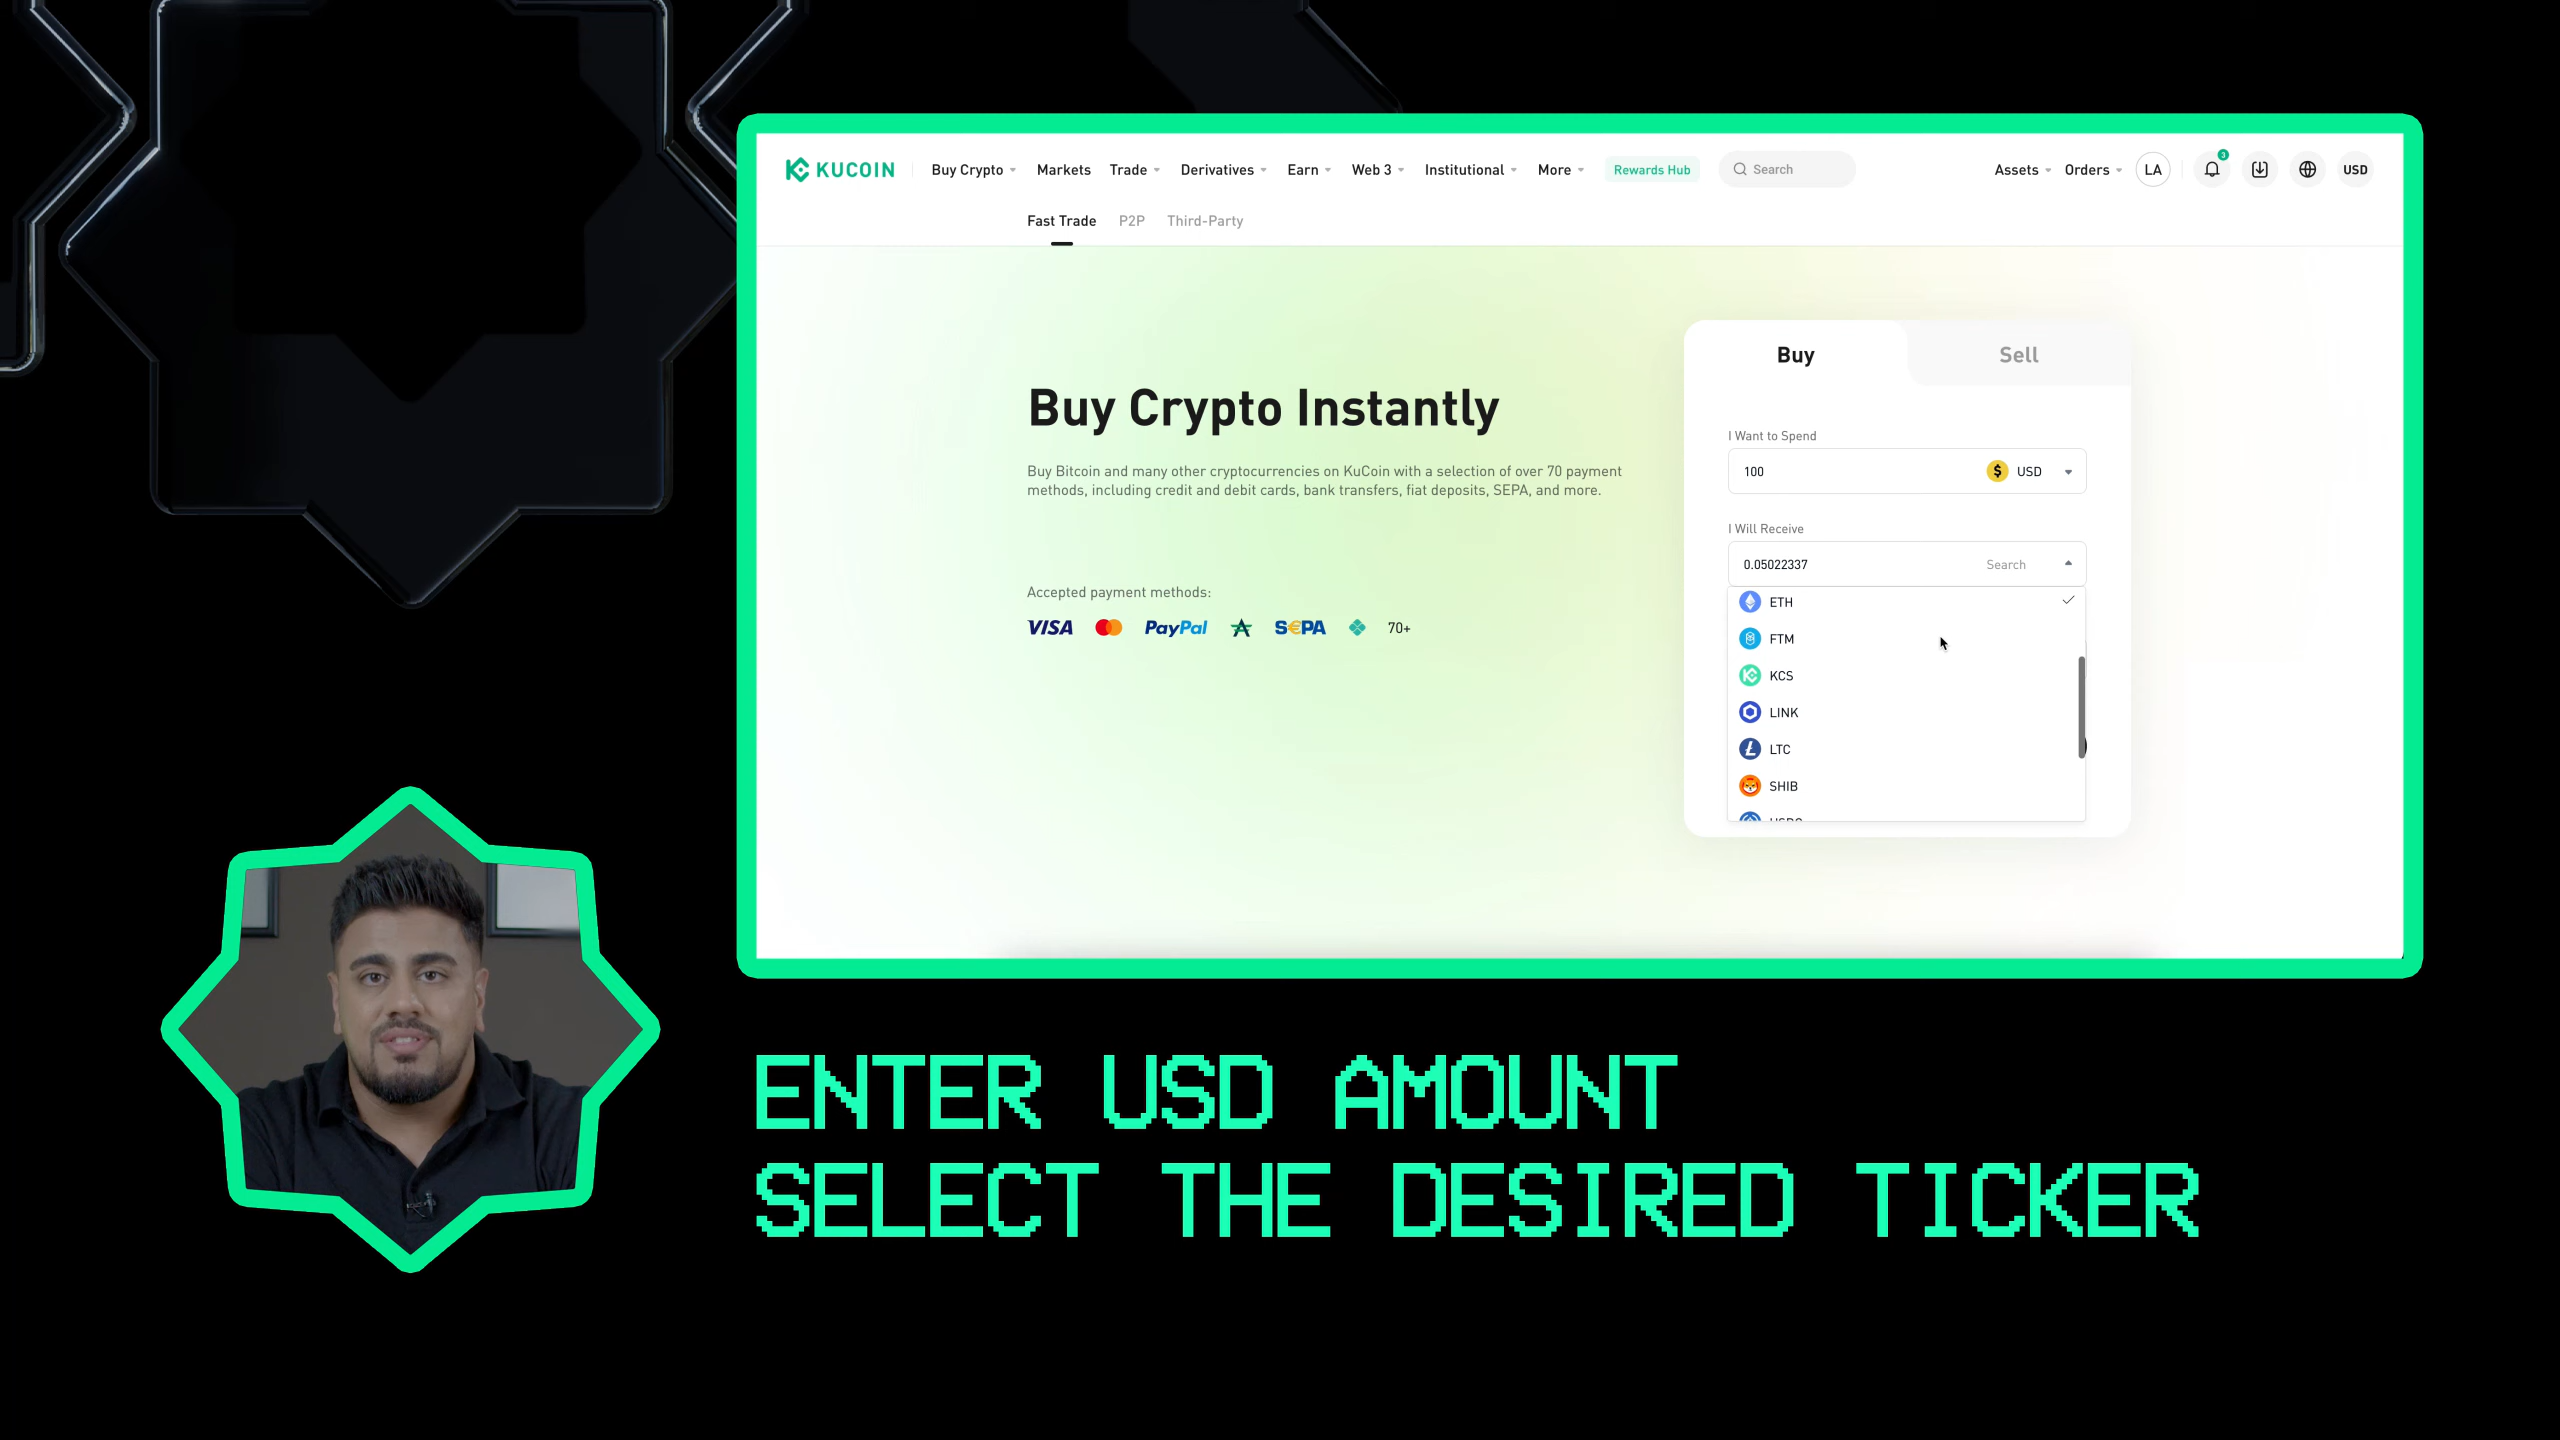 KUCOIN
Buy Crypto Markets Trade Derivatives Earn Web 3 Institutional More Rewards Hub Search Assets Orders LA 3 USD
Fast Trade P2P Third-Party
Buy Sell
Buy Crypto Instantly
Buy Bitcoin and many other cryptocurrencies on KuCoin with a selection of over 70 payment
methods, including credit and debit cards, bank transfers, fiat deposits, SEPA, and more.
Accepted payment methods:
VISA PayPal SEPA 70+
I Want to Spend
100 USD
I Will Receive
0.05022337 Search
ETH
FTM
KCS
LINK
LTC
SHIB
ENTER USD AMOUNT
SELECT THE DESIRED TICKER